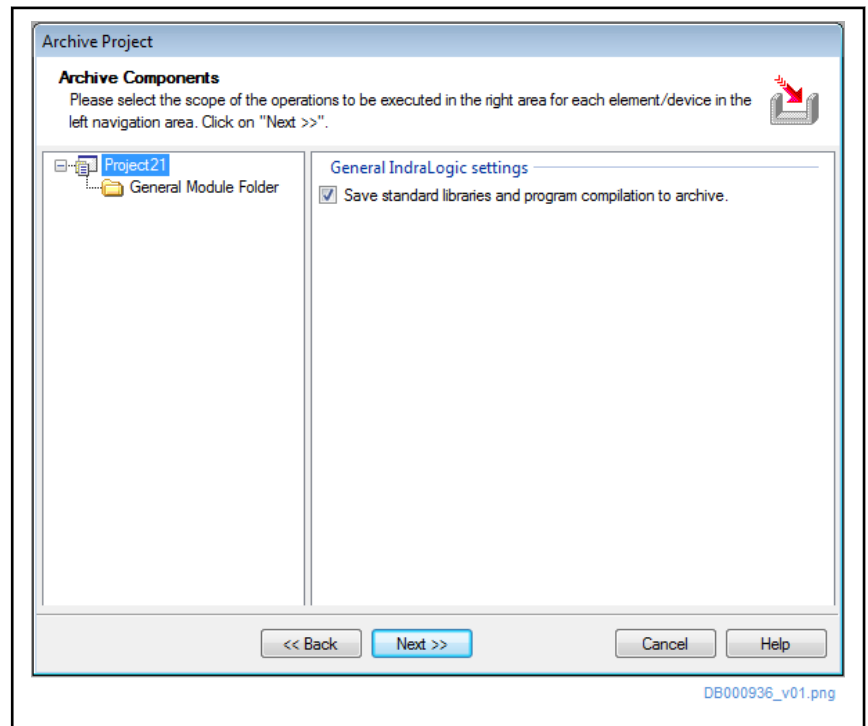 Archive Project
Archive Components
Please select the scope of the operations to be executed in the right area for each element/device in the
left navigation area. Click on "Next >>".
Project21
General Module Folder
General IndraLogic settings
Save standard libraries and program compilation to archive.
<< Back
Next >>
Cancel
Help
DB000936_v01.png